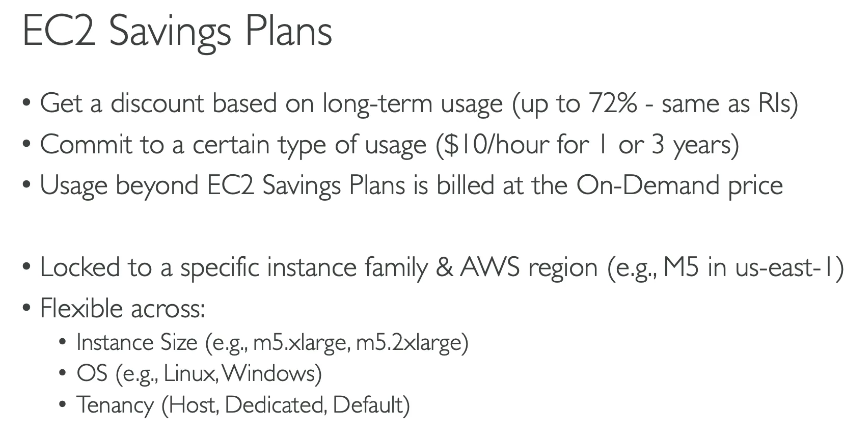 EC2 Savings Plans
• Get a discount based on long-term usage (up to 72% - same as RIs)
• Commit to a certain type of usage ($10/hour for 1 or 3 years)
• Usage beyond EC2 Savings Plans is billed at the On-Demand price
• Locked to a specific instance family & AWS region (e.g., M5 in us-east-1)
• Flexible across:
• Instance Size (e.g., m5.xlarge, m5.2xlarge)
• OS (e.g., Linux, Windows)
• Tenancy (Host, Dedicated, Default)